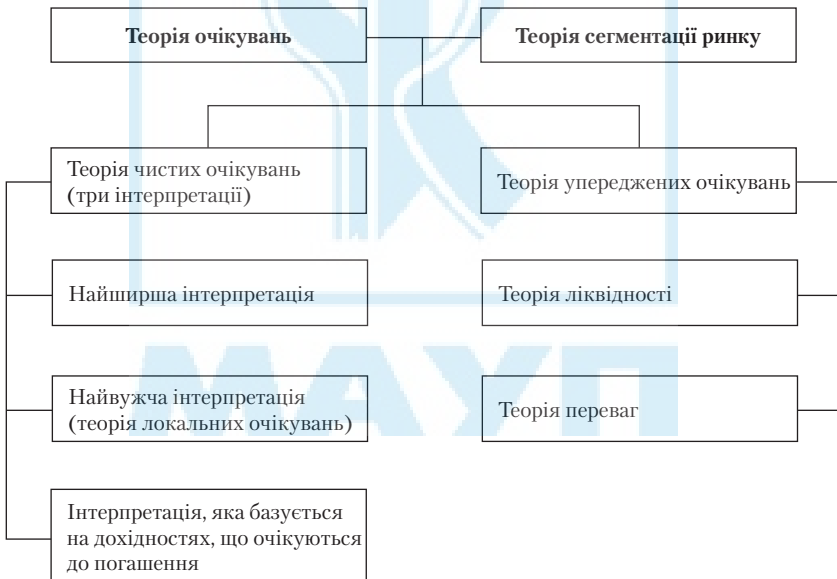 Теорія очікувань
Теорія сегментації ринку
Теорія чистих очікувань
(три інтерпретації)
Теорія упереджених очікувань
Найширша інтерпретація
Теорія ліквідності
Найвужча інтерпретація
(теорія локальних очікувань)
Теорія переваг
Інтерпретація, яка базується
на дохідностях, що очікуються
до погашення
МАУП